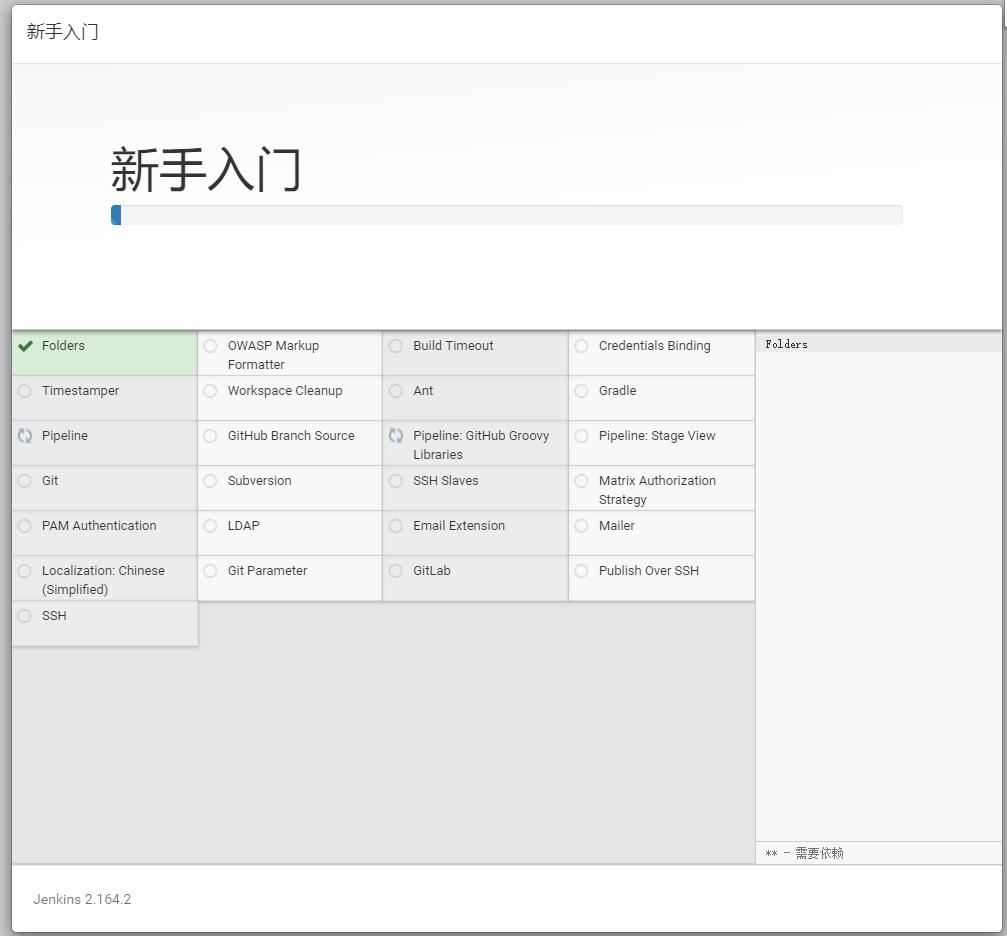 新手入门
新手入门
Folders
OWASP Markup
Formatter
Build Timeout
Credentials Binding
Timestamper
Workspace Cleanup
Ant
Gradle
Pipeline
GitHub Branch Source
Pipeline: GitHub Groovy
Libraries
Pipeline: Stage View
Git
Subversion
SSH Slaves
Matrix Authorization
Strategy
PAM Authentication
LDAP
Email Extension
Mailer
Localization: Chinese
(Simplified)
Git Parameter
GitLab
Publish Over SSH
SSH
Folders
** - 需要依赖
Jenkins 2.164.2